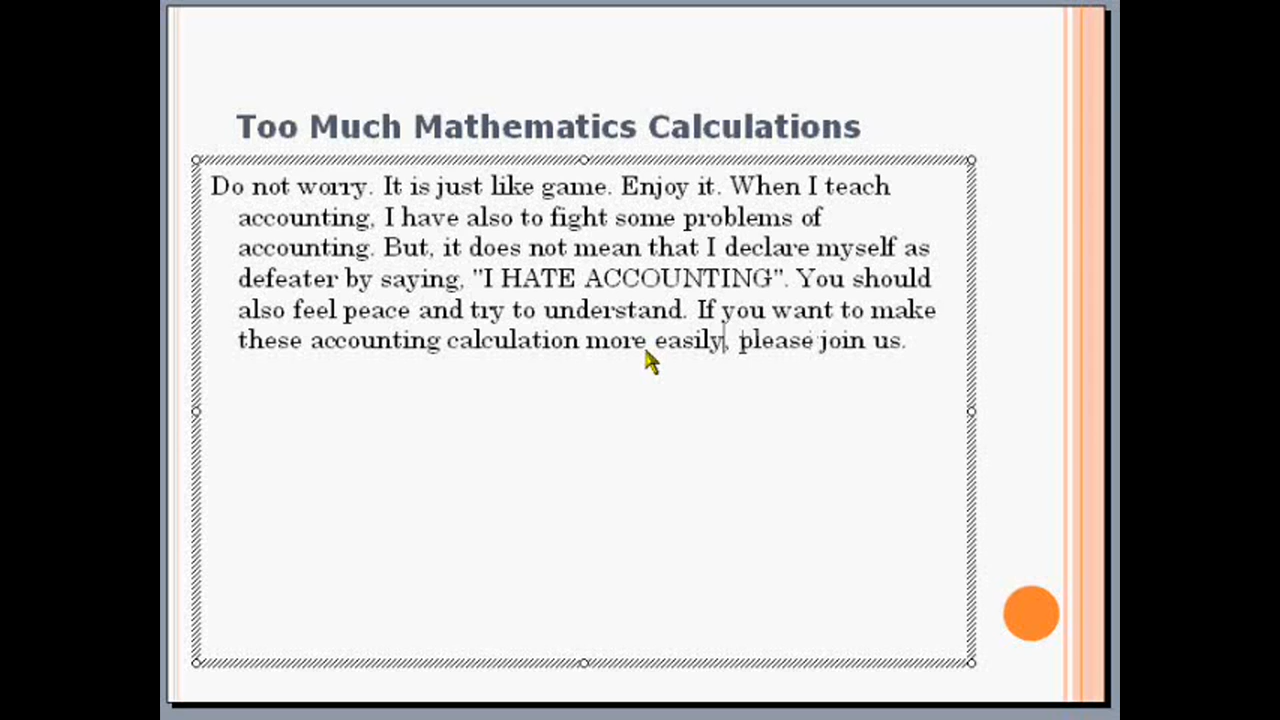 Too Much Mathematics Calculations
Do not worry. It is just like game. Enjoy it. When I teach
accounting, I have also to fight some problems of
accounting. But, it does not mean that I declare myself as
defeater by saying, "I HATE ACCOUNTING". You should
also feel peace and try to understand. If you want to make
these accounting calculation more easily, please join us.